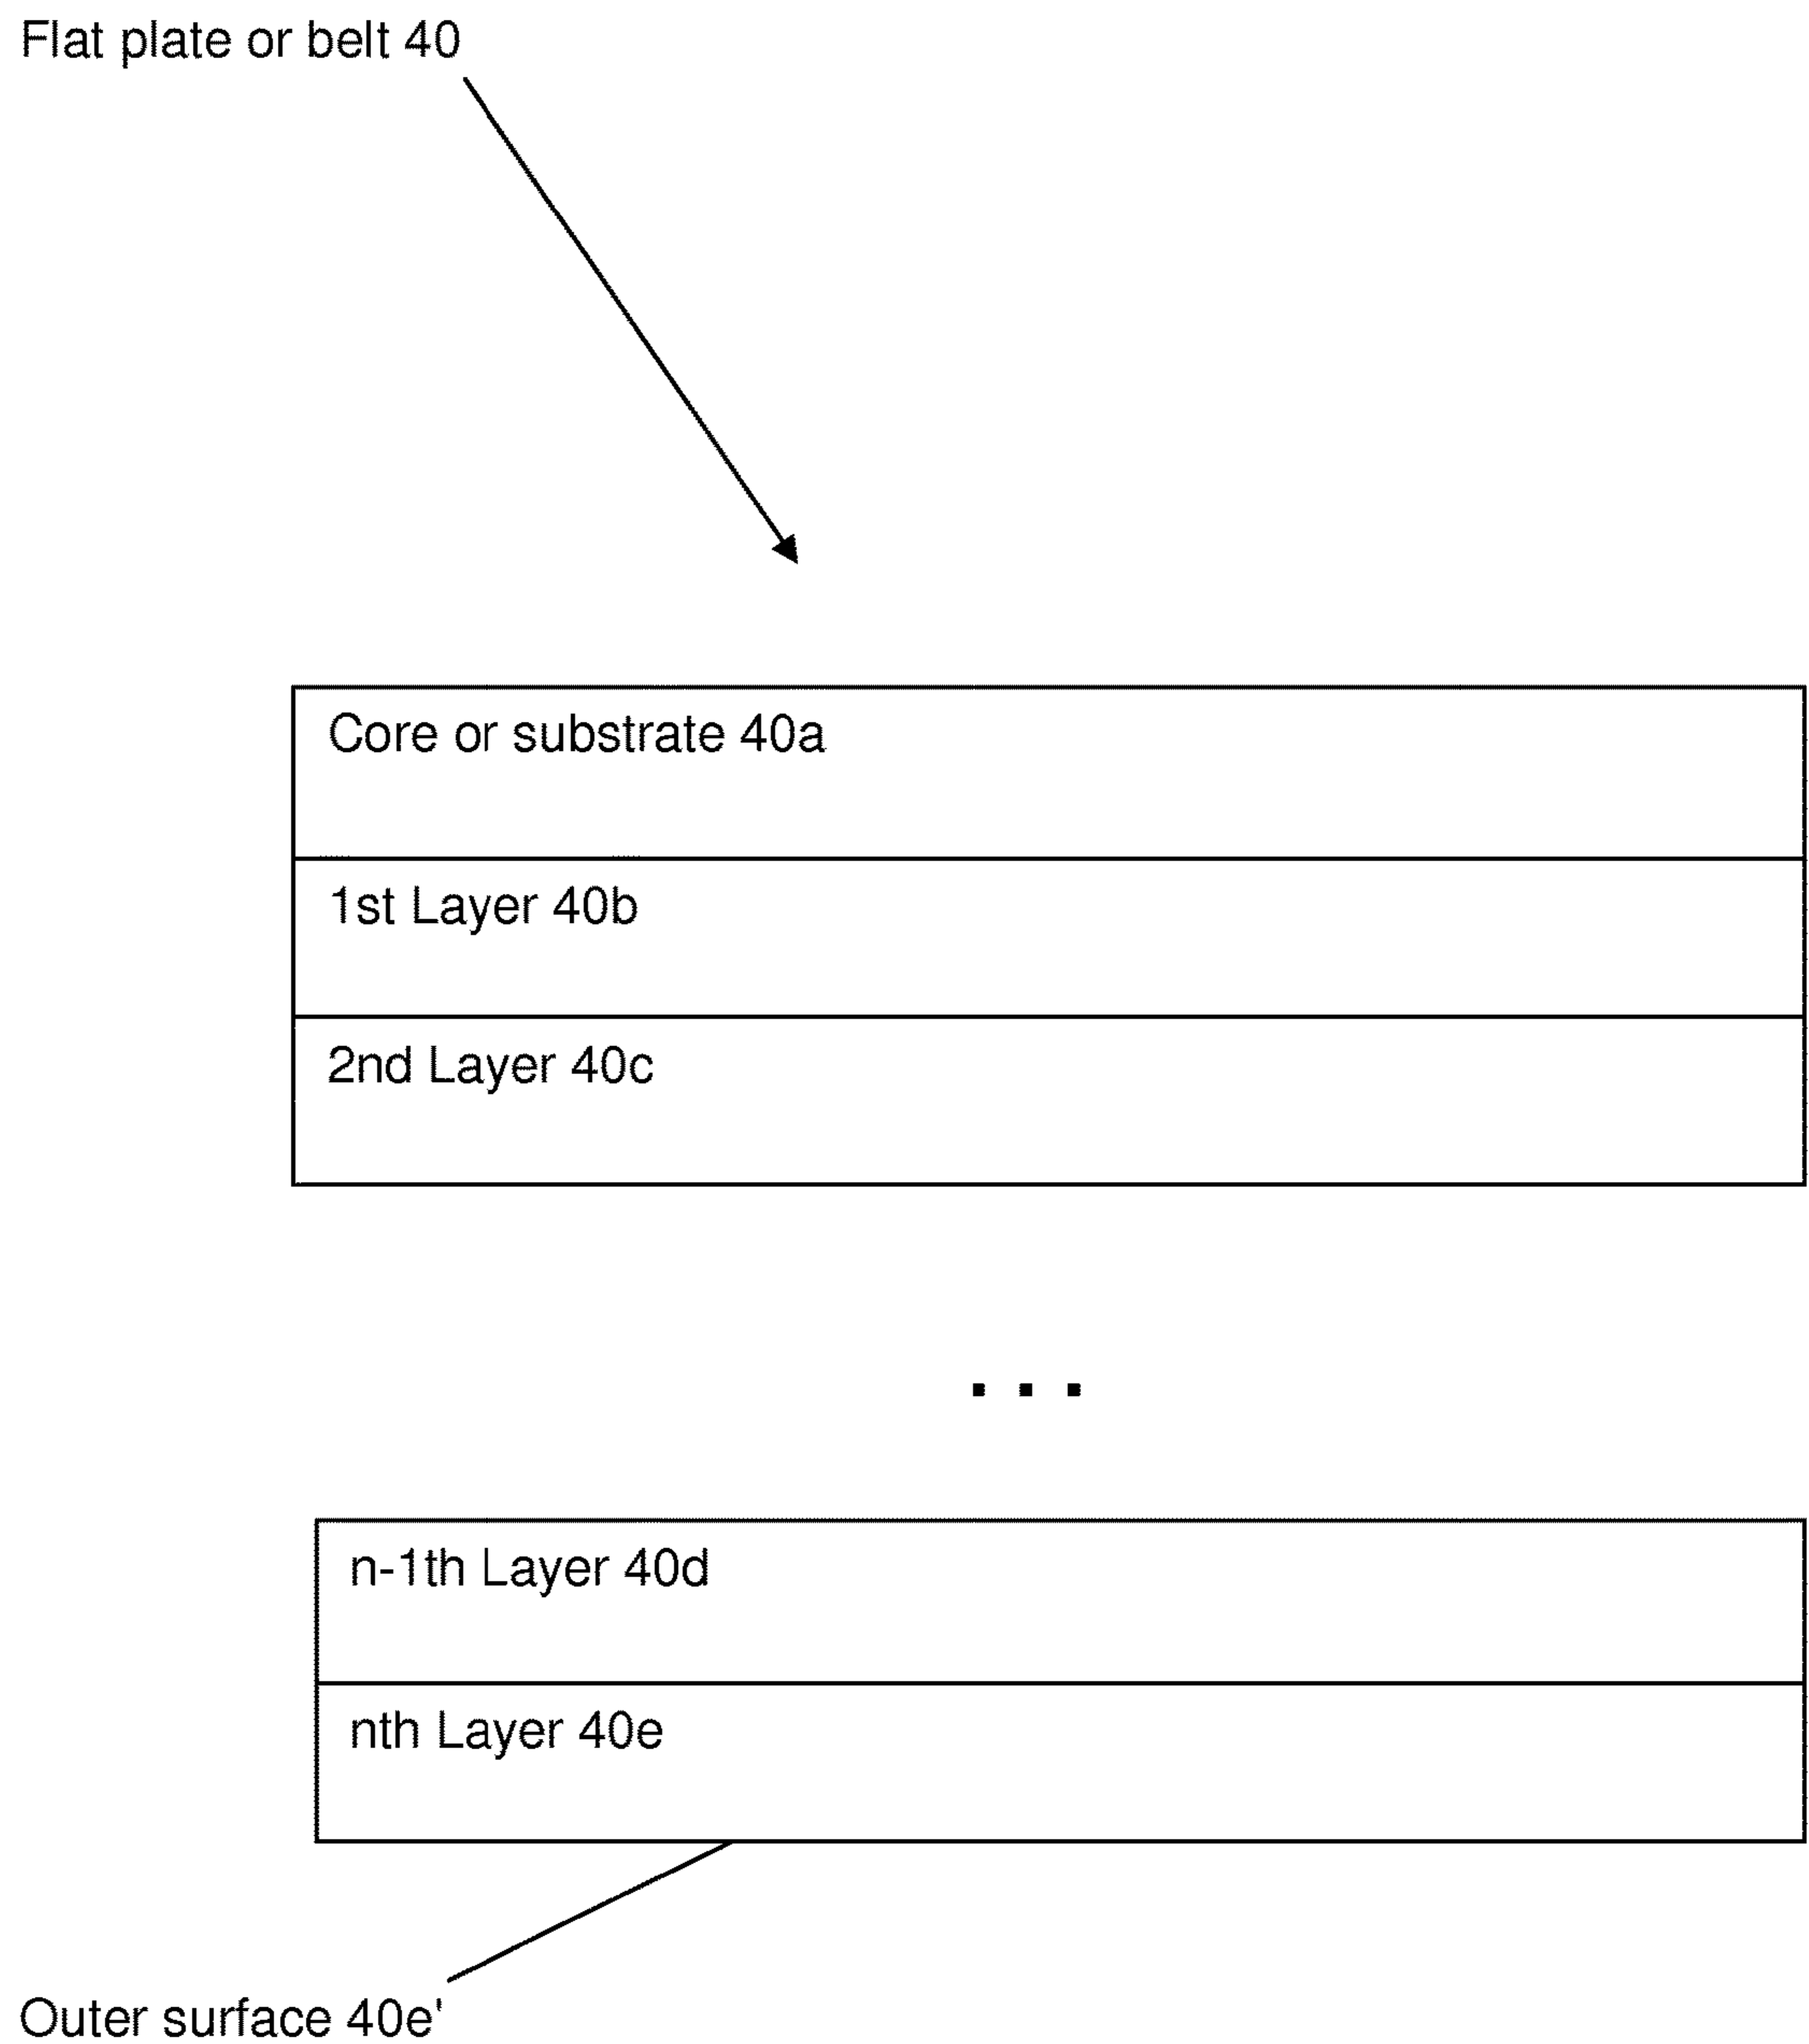 Flat plate or belt 40
Core or substrate 40a
1st Layer 40b
2nd Layer 40c
. . .
n-1th Layer 40d
nth Layer 40e
Outer surface 40e'